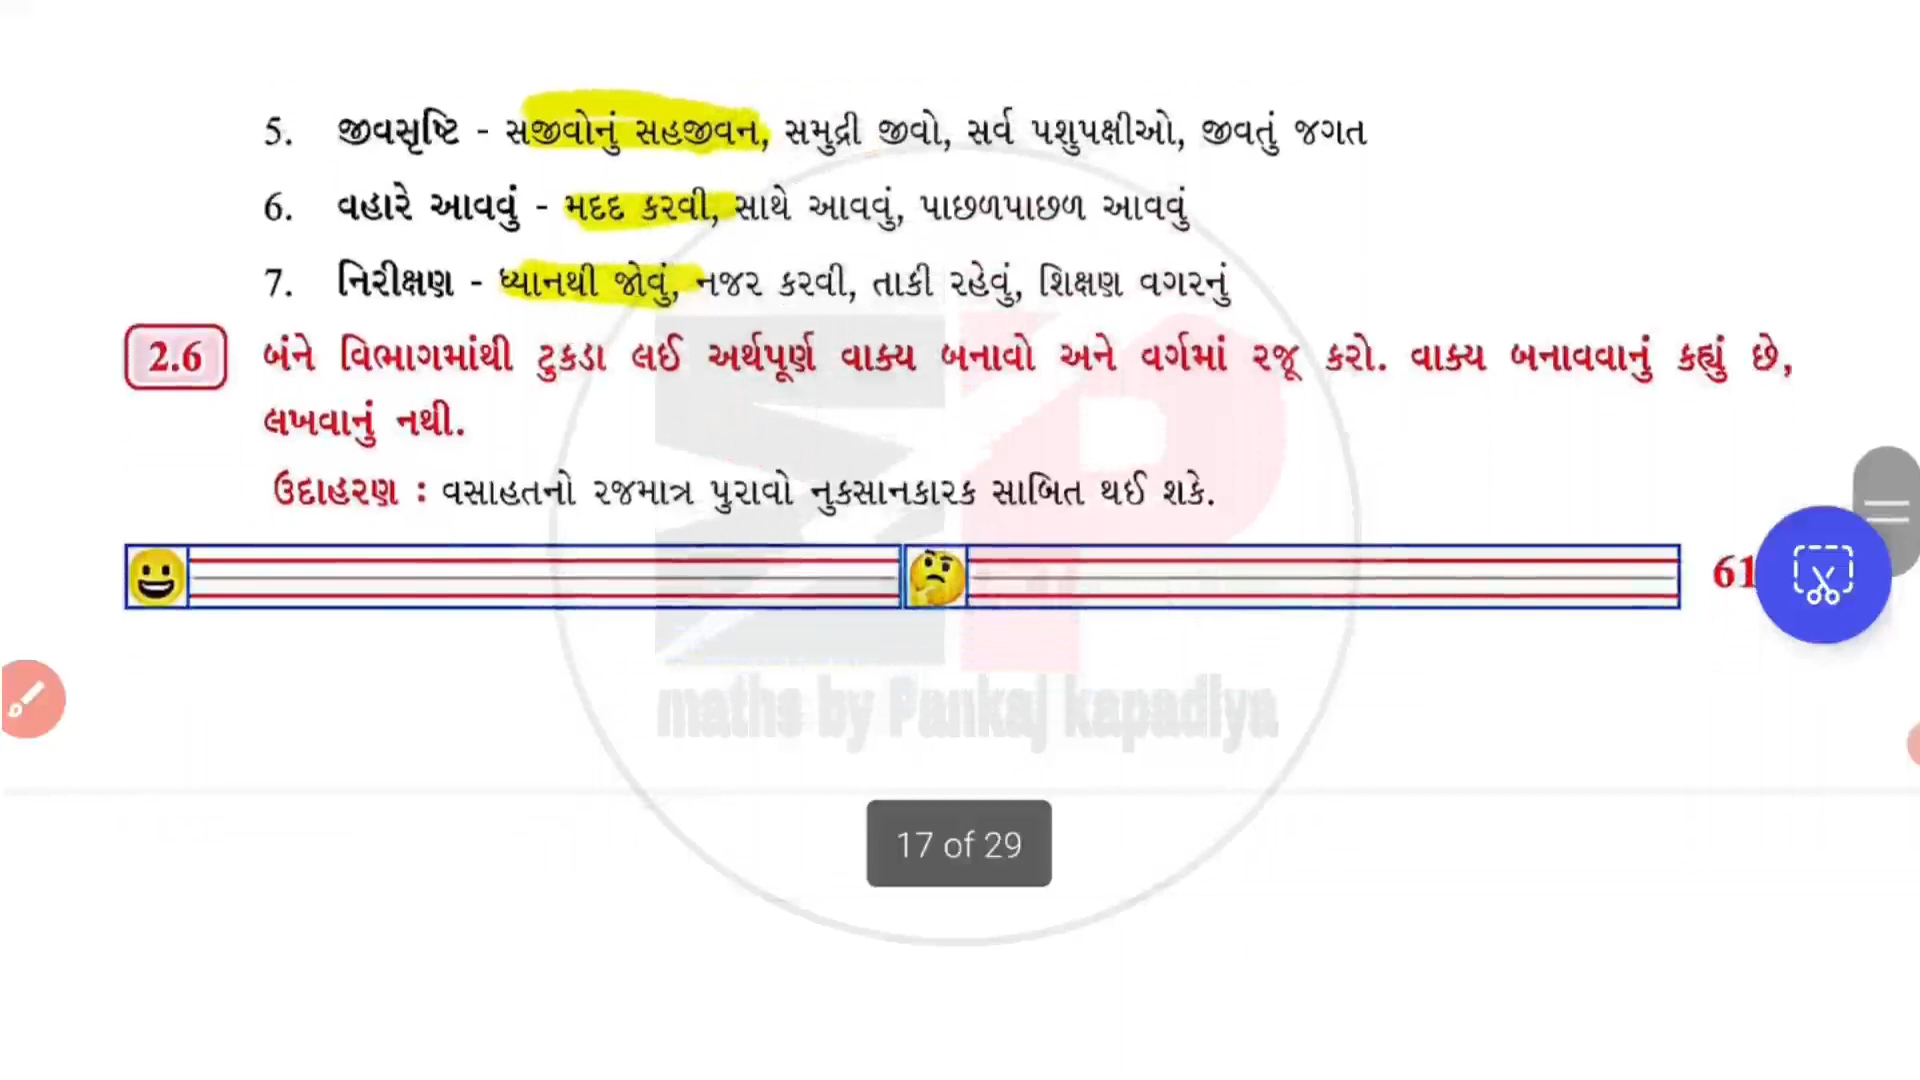 5. જીવસૃષ્ટિ - સજીવોનું સહજીવન, સમુદ્રી જીવો, સર્વ પશુપક્ષીઓ, જીવતું જગત
6. વહારે આવવું - મદદ કરવી, સાથે આવવું, પાછળપાછળ આવવું
7. નિરીક્ષણ - ધ્યાનથી જોવું, નજર કરવી, તાકી રહેવું, શિક્ષણ વગરનું
2.6 બંને વિભાગમાંથી ટુકડા લઈ અર્થપૂર્ણ વાક્ય બનાવો અને વર્ગમાં રજૂ કરો. વાક્ય બનાવવાનું કહ્યું છે,
લખવાનું નથી.
ઉદાહરણ : વસાહતનો રજમાત્ર પુરાવો નુકસાનકારક સાબિત થઈ શકે.
61
maths by Pankaj kapadiya
17 of 29